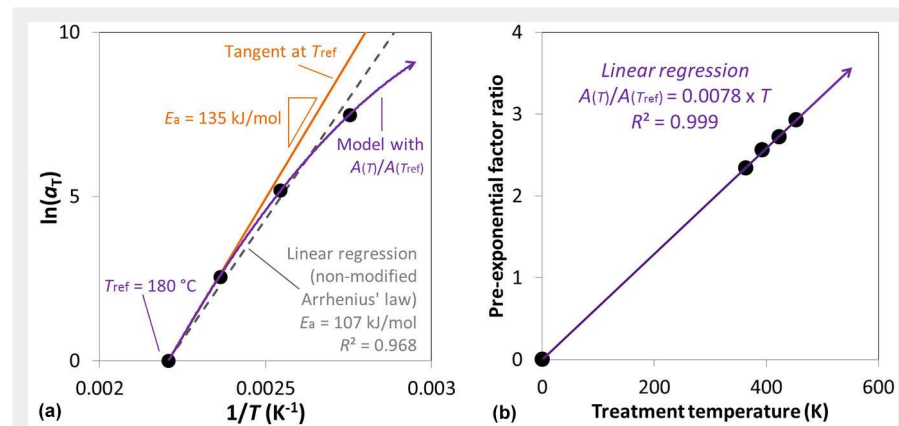 10
5
0
0.002
0.0025
0.003
ln(aT)
1/T (K-1)
(a)
Tangent at Tref
Ea = 135 kJ/mol
Model with
A(T)/A(Tref)
Linear regression
(non-modified
Arrhenius' law)
Ea = 107 kJ/mol
R² = 0.968
Tref = 180 °C
4
3
2
1
0
0
200
400
600
Pre-exponential factor ratio
Treatment temperature (K)
(b)
Linear regression
A(T)/A(Tref) = 0.0078 x T
R² = 0.999